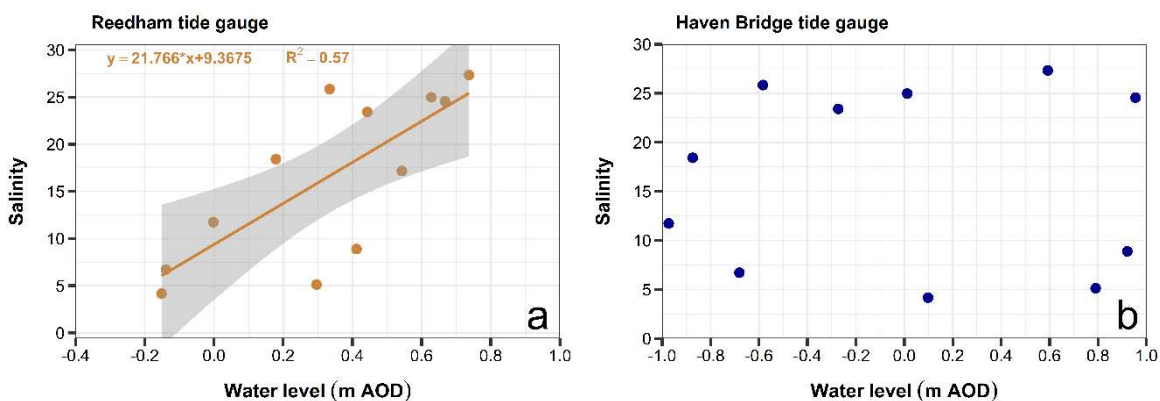 Reedham tide gauge
y = 21.766*x+9.3675 R² – 0.57
30
25
20
15
10
5
0
Salinity
-0.4 -0.2 0.0 0.2 0.4 0.6 0.8 1.0
Water level (m AOD)
a
Haven Bridge tide gauge
30
25
20
15
10
5
0
Salinity
-1.0 -0.8 -0.6 -0.4 -0.2 0.0 0.2 0.4 0.6 0.8 1.0
Water level (m AOD)
b